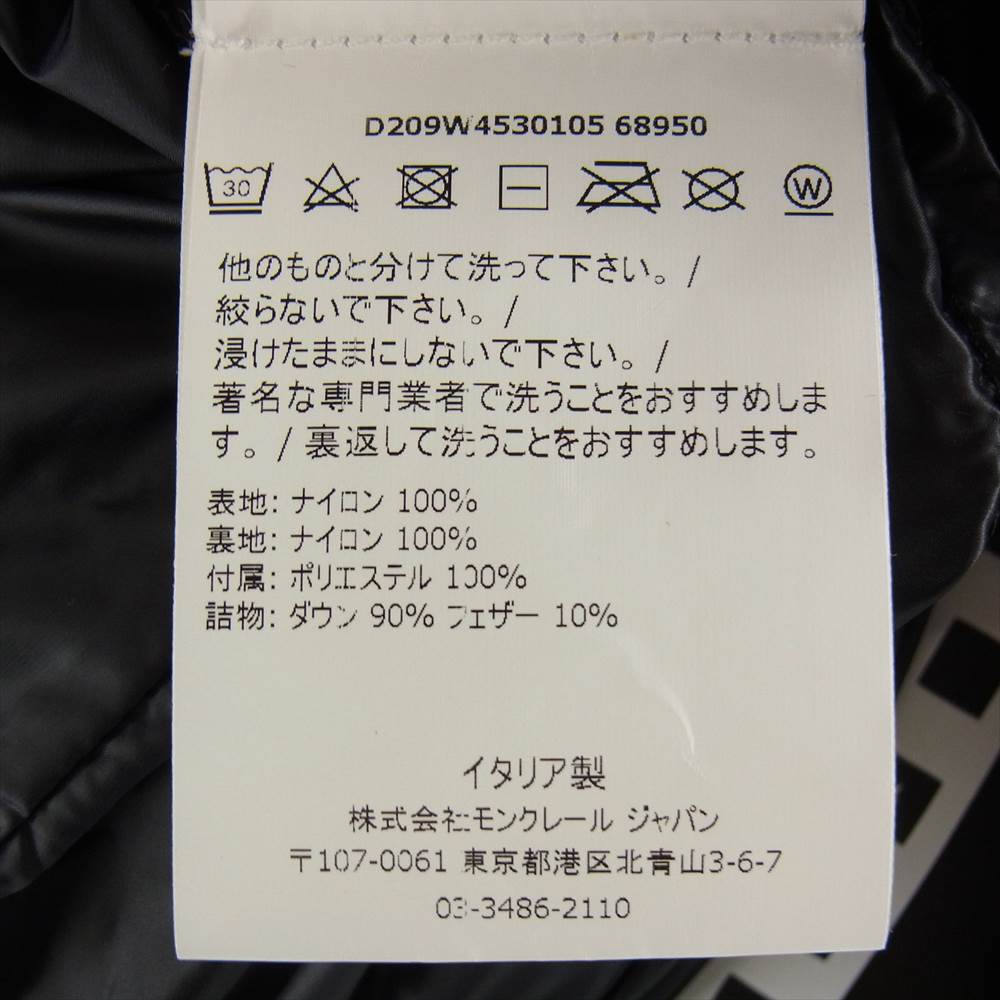 D209W4530105 68950
30 W
他のものと分けて洗って下さい。/
絞らないで下さい。/
浸けたままにしないで下さい。/
著名な専門業者で洗うことをおすすめしま
す。/ 裏返して洗うことをおすすめします。
表地: ナイロン 100%
裏地: ナイロン 100%
付属: ポリエステル 100%
詰物: ダウン 90% フェザー 10%
イタリア製
株式会社モンクレール ジャパン
〒107-0061 東京都港区北青山3-6-7
03-3486-2110